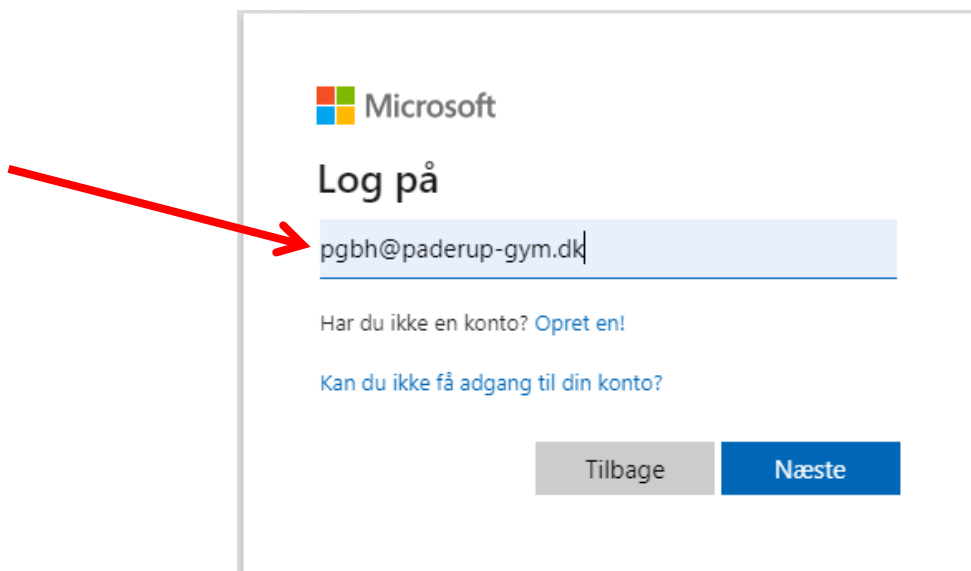 Microsoft
Log på
pgbh@paderup-gym.dk
Har du ikke en konto? Opret en!
Kan du ikke få adgang til din konto?
Tilbage Næste